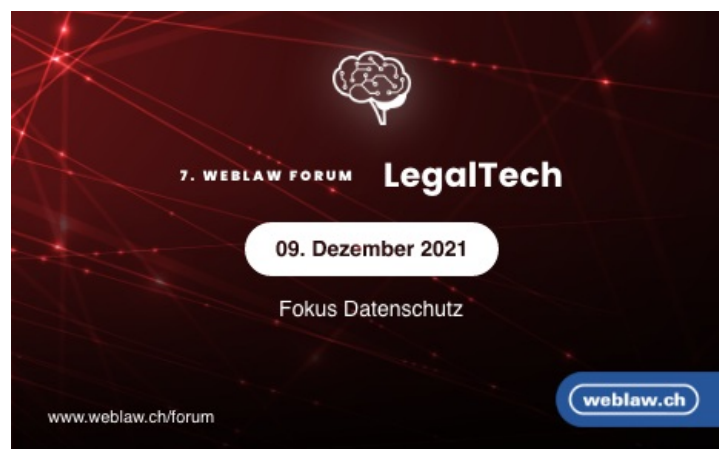 7. WEBLAW FORUM LegalTech
09. Dezember 2021
Fokus Datenschutz
weblaw.ch
www.weblaw.ch/forum